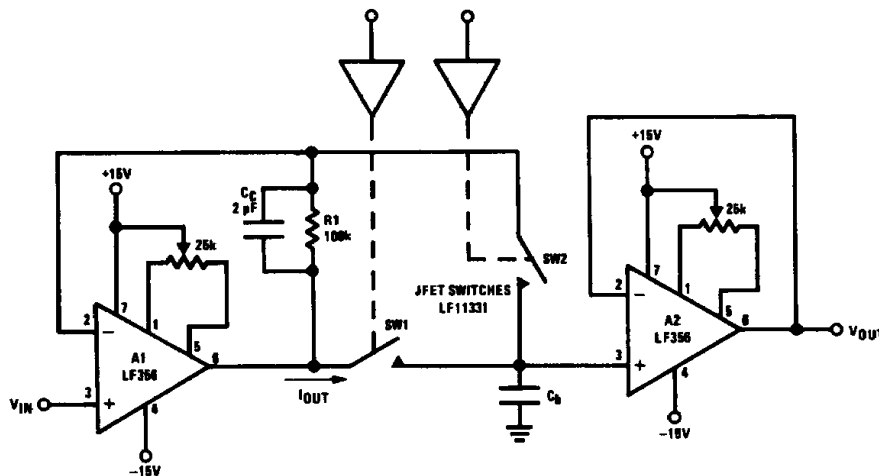 +15V
25k
7
1
2
−
5
A1
LF356
6
VIN
3
+
4
−15V
CC
2 pF
R1
100k
SW1
IOUT
JFET SWITCHES
LF11331
SW2
Ch
+15V
25k
7
1
2
−
5
A2
LF356
6
VOUT
3
+
4
−15V